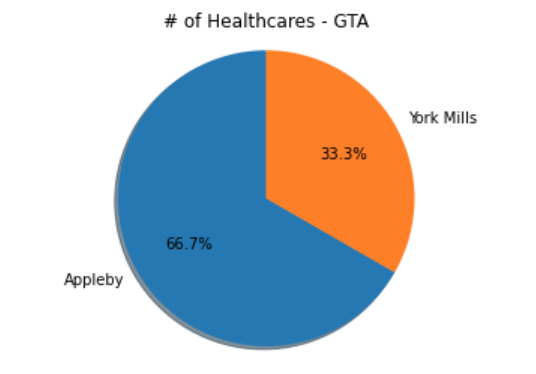 # of Healthcares - GTA
York Mills
33.3%
66.7%
Appleby